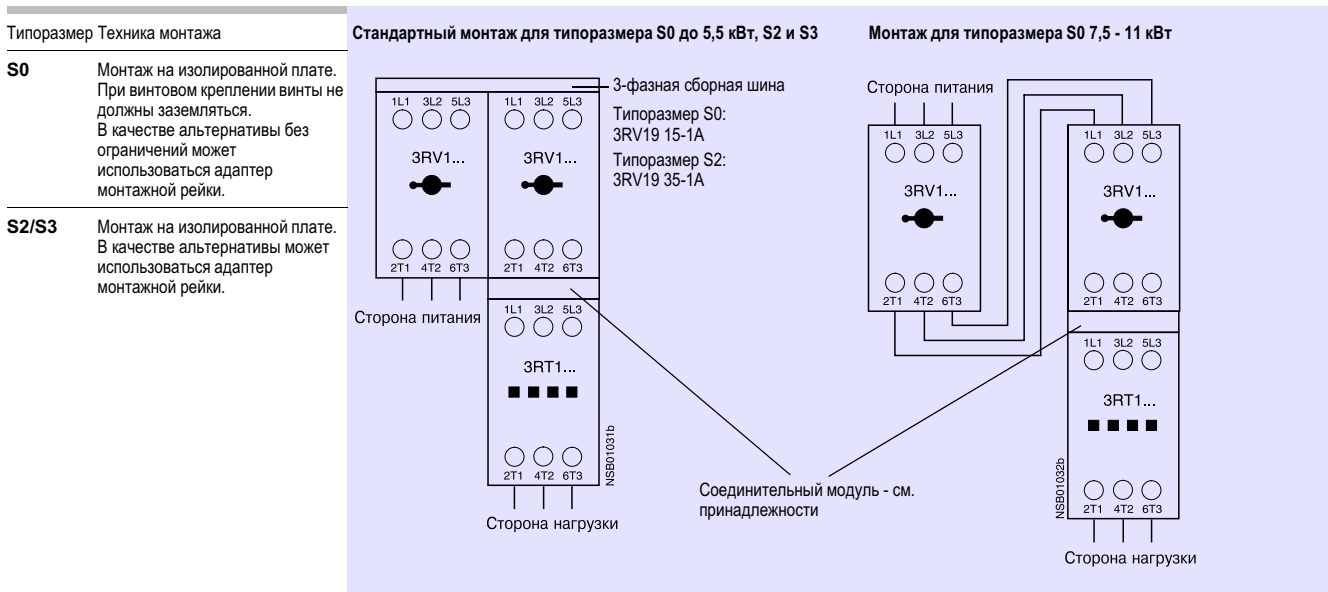 Типоразмер Техника монтажа
S0 Монтаж на изолированной плате.
При винтовом креплении винты не
должны заземляться.
В качестве альтернативы без
ограничений может
использоваться адаптер
монтажной рейки.
S2/S3 Монтаж на изолированной плате.
В качестве альтернативы может
использоваться адаптер
монтажной рейки.
Стандартный монтаж для типоразмера S0 до 5,5 кВт, S2 и S3
3-фазная сборная шина
Типоразмер S0:
3RV19 15-1A
Типоразмер S2:
3RV19 35-1A
1L1 3L2 5L3 1L1 3L2 5L3
3RV1... 3RV1...
2T1 4T2 6T3 2T1 4T2 6T3
Сторона питания
1L1 3L2 5L3
3RT1...
2T1 4T2 6T3
NSB01031b
Сторона нагрузки
Соединительный модуль - см.
принадлежности
Монтаж для типоразмера S0 7,5 - 11 кВт
Сторона питания
1L1 3L2 5L3 1L1 3L2 5L3
3RV1... 3RV1...
2T1 4T2 6T3 2T1 4T2 6T3
1L1 3L2 5L3
3RT1...
2T1 4T2 6T3
NSB01032b
Сторона нагрузки